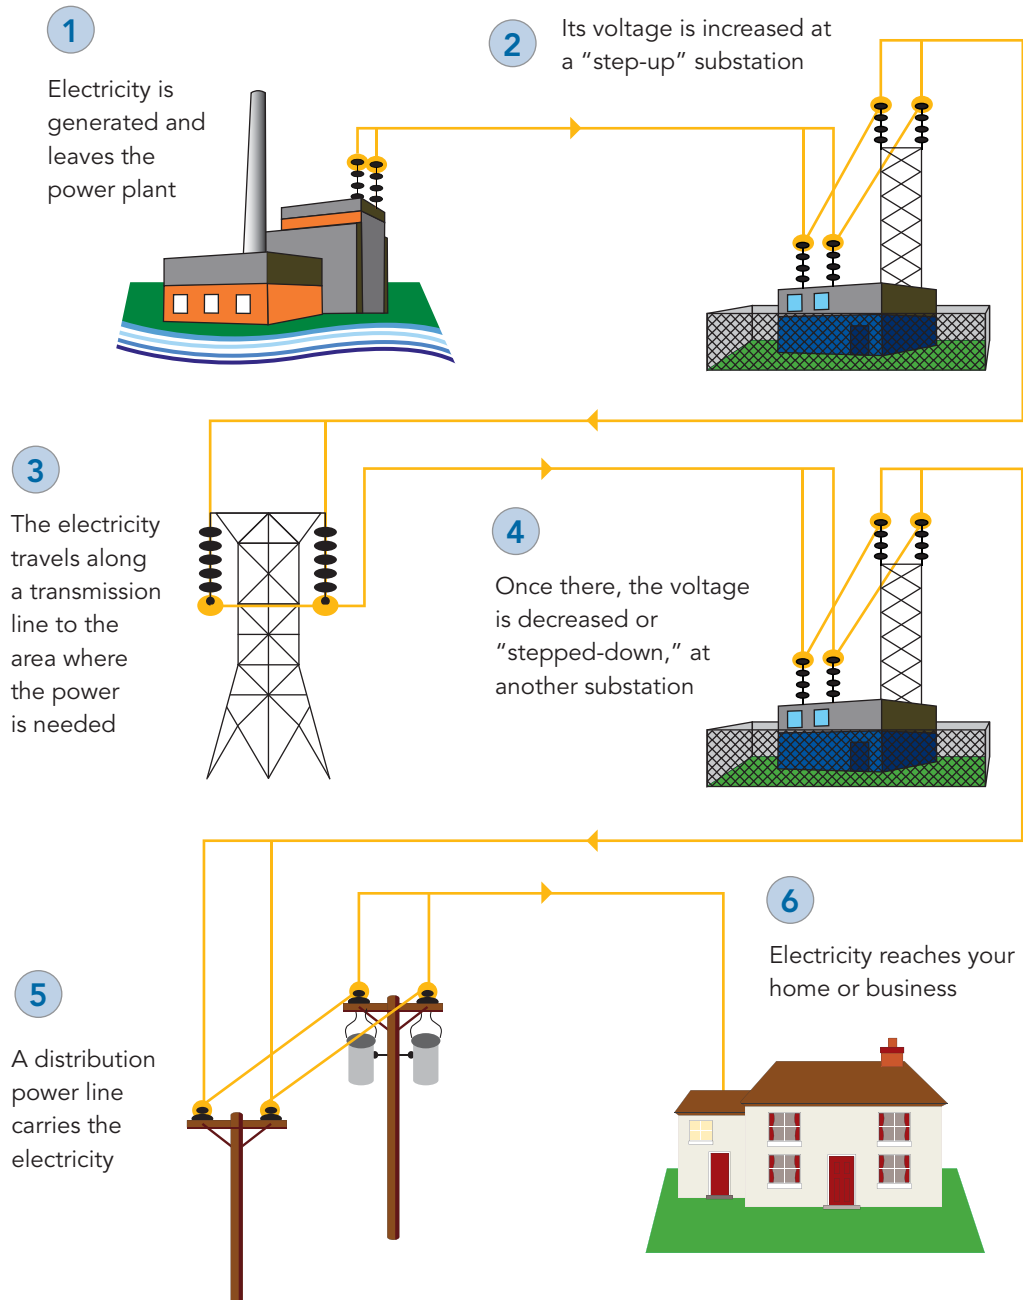 1
Electricity is
generated and
leaves the
power plant
2
Its voltage is increased at
a “step-up” substation
3
The electricity
travels along
a transmission
line to the
area where
the power
is needed
4
Once there, the voltage
is decreased or
“stepped-down,” at
another substation
5
A distribution
power line
carries the
electricity
6
Electricity reaches your
home or business